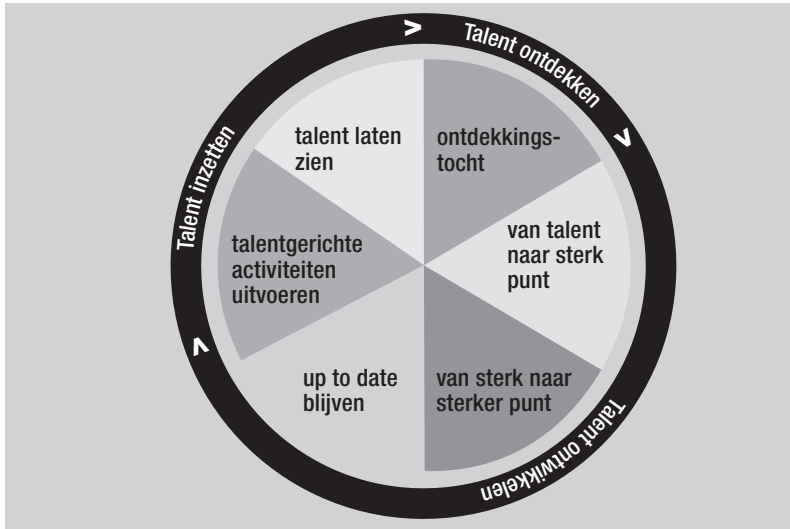 Talent ontdekken
Talent ontwikkelen
Talent inzetten
ontdekkings-
tocht
van talent
naar sterk
punt
van sterk naar
sterker punt
up to date
blijven
talentgerichte
activiteiten
uitvoeren
talent laten
zien